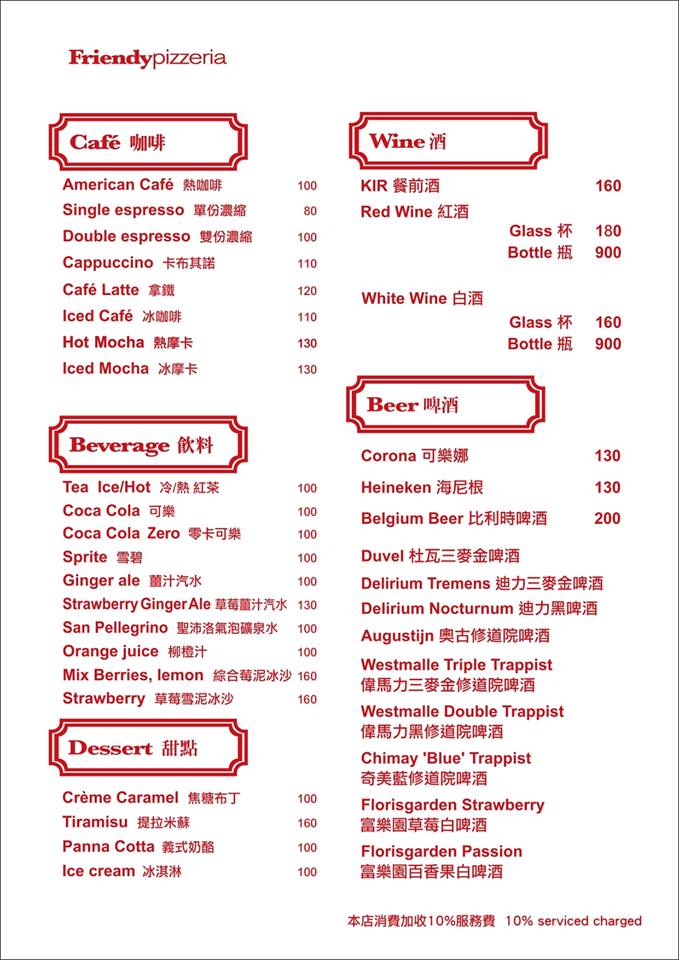 Friendypizzeria
Café 咖啡
American Café 熱咖啡 100
Single espresso 單份濃縮 80
Double espresso 雙份濃縮 100
Cappuccino 卡布其諾 110
Café Latte 拿鐵 120
Iced Café 冰咖啡 110
Hot Mocha 熱摩卡 130
Iced Mocha 冰摩卡 130
Beverage 飲料
Tea Ice/Hot 冷/熱 紅茶 100
Coca Cola 可樂 100
Coca Cola Zero 零卡可樂 100
Sprite 雪碧 100
Ginger ale 薑汁汽水 100
Strawberry Ginger Ale 草莓薑汁汽水 130
San Pellegrino 聖沛洛氣泡礦泉水 100
Orange juice 柳橙汁 100
Mix Berries, lemon 綜合莓泥冰沙 160
Strawberry 草莓雪泥冰沙 160
Dessert 甜點
Crème Caramel 焦糖布丁 100
Tiramisu 提拉米蘇 160
Panna Cotta 義式奶酪 100
Ice cream 冰淇淋 100
Wine 酒
KIR 餐前酒 160
Red Wine 紅酒
Glass 杯 180
Bottle 瓶 900
White Wine 白酒
Glass 杯 160
Bottle 瓶 900
Beer 啤酒
Corona 可樂娜 130
Heineken 海尼根 130
Belgium Beer 比利時啤酒 200
Duvel 杜瓦三麥金啤酒
Delirium Tremens 迪力三麥金啤酒
Delirium Nocturnum 迪力黑啤酒
Augustijn 奧古修道院啤酒
Westmalle Triple Trappist
偉馬力三麥金修道院啤酒
Westmalle Double Trappist
偉馬力黑修道院啤酒
Chimay 'Blue' Trappist
奇美藍修道院啤酒
Florisgarden Strawberry
富樂園草莓白啤酒
Florisgarden Passion
富樂園百香果白啤酒
本店消費加收10%服務費 10% serviced charged